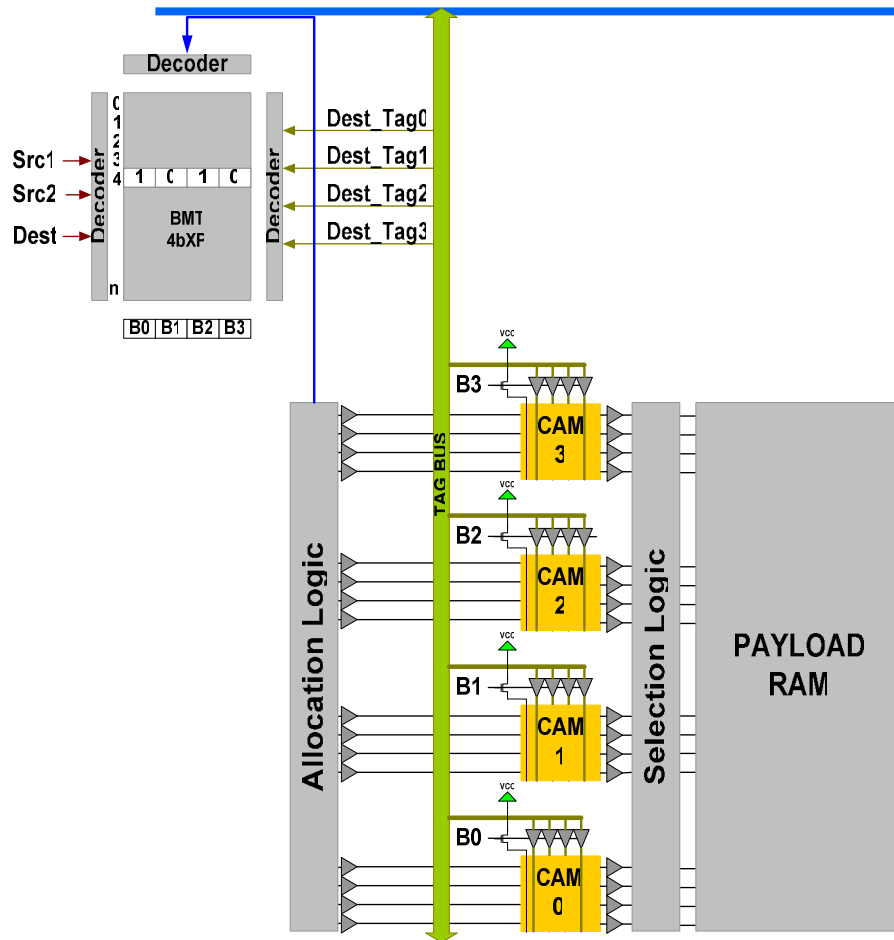 Decoder
Decoder
0
1
2
3
4
n
Src1
Src2
Dest
1 0 1 0
BMT
4bXP
Decoder
B0 B1 B2 B3
Dest_Tag0
Dest_Tag1
Dest_Tag2
Dest_Tag3
TAG BUS
Allocation Logic
vcc
B3
CAM
3
vcc
B2
CAM
2
vcc
B1
CAM
1
vcc
B0
CAM
0
Selection Logic
PAYLOAD
RAM